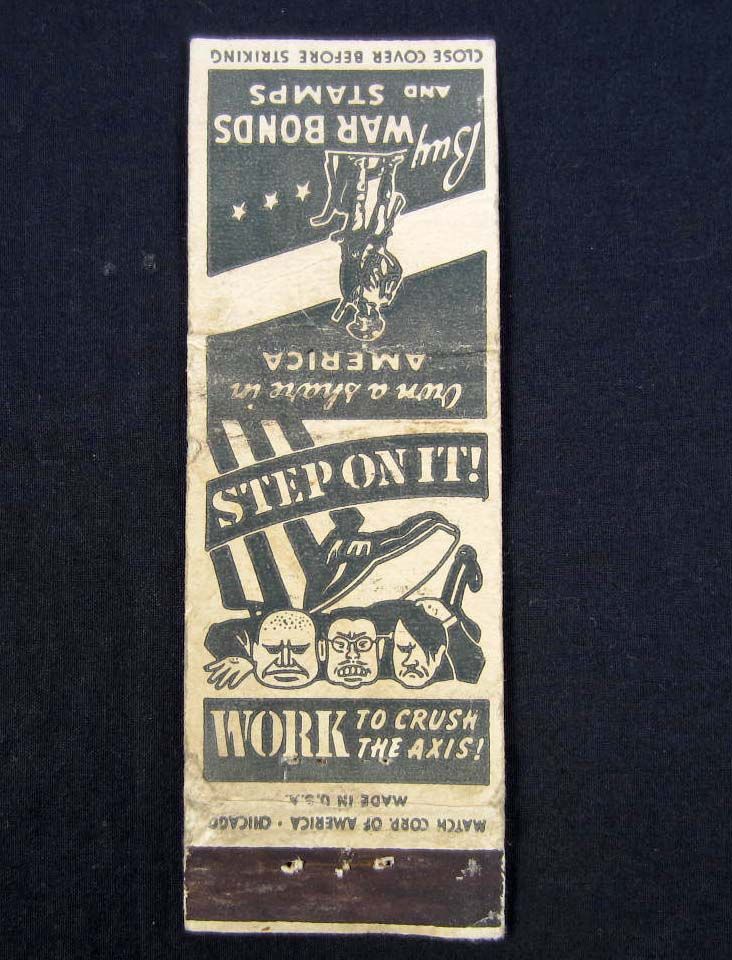 CLOSE COVER BEFORE STRIKING
Buy WAR BONDS
AND STAMPS
Own a share in
AMERICA
STEP ON IT!
WORK TO CRUSH
THE AXIS!
MADE IN U.S.A.
MATCH CORP. OF AMERICA • CHICAGO